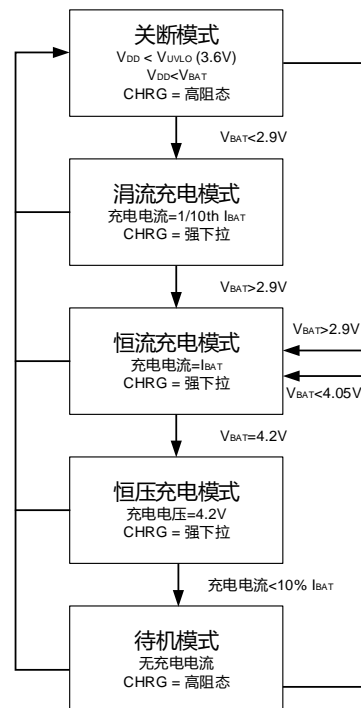 关断模式
VDD < VUVLO (3.6V)
VDD<VBAT
CHRG = 高阻态
VBAT<2.9V
涓流充电模式
充电电流=1/10th IBAT
CHRG = 强下拉
VBAT>2.9V
恒流充电模式
充电电流=IBAT
CHRG = 强下拉
VBAT>2.9V
VBAT<4.05V
VBAT=4.2V
恒压充电模式
充电电压=4.2V
CHRG = 强下拉
充电电流<10% IBAT
待机模式
无充电电流
CHRG = 高阻态